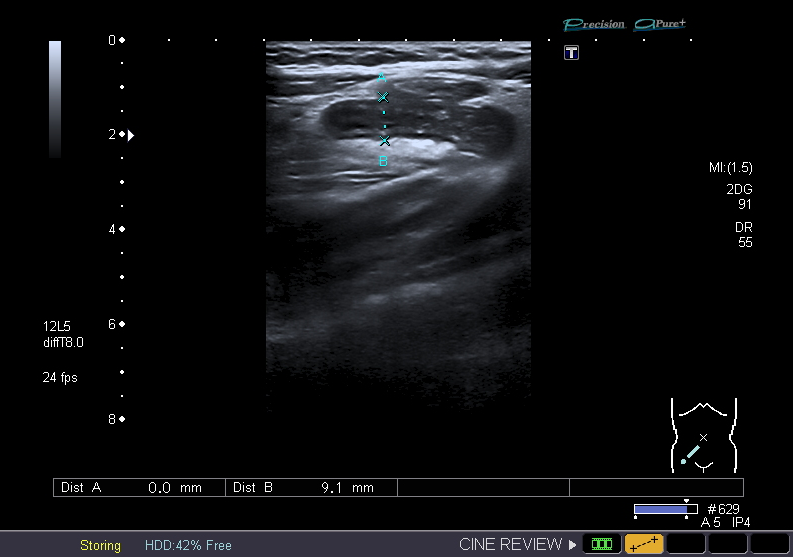 Precision APure+
T
0
2
4
6
8
A
B
MI:(1.5)
2DG
91
DR
55
12L5
diffT8.0
24 fps
Dist A 0.0 mm Dist B 9.1 mm
#629
A 5 IP4
Storing HDD:42% Free CINE REVIEW